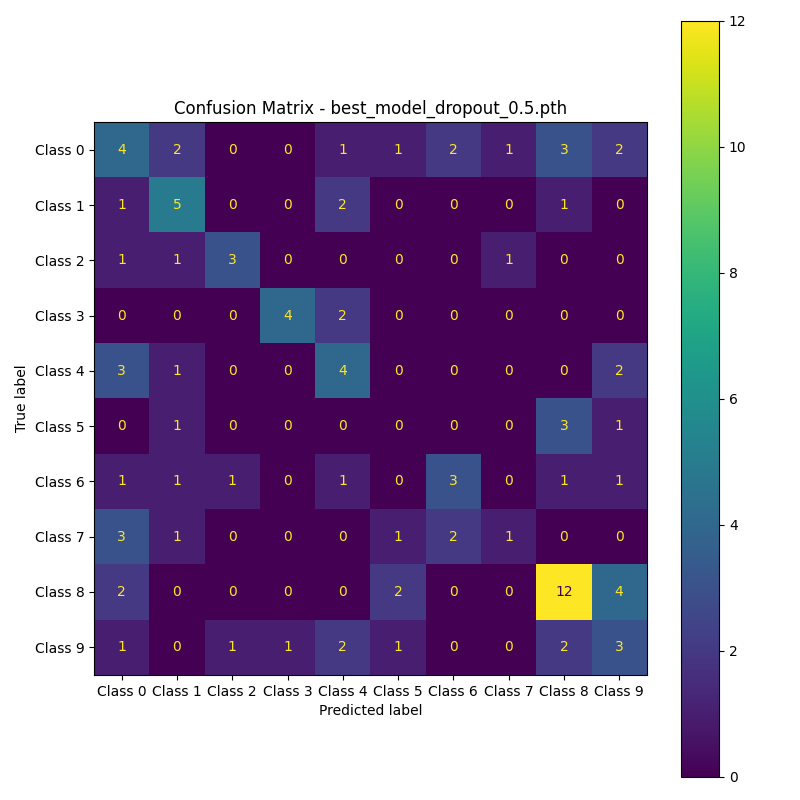 Confusion Matrix - best_model_dropout_0.5.pth
True label
Class 0 4 2 0 0 1 1 2 1 3 2
Class 1 1 5 0 0 2 0 0 0 1 0
Class 2 1 1 3 0 0 0 0 1 0 0
Class 3 0 0 0 4 2 0 0 0 0 0
Class 4 3 1 0 0 4 0 0 0 0 2
Class 5 0 1 0 0 0 0 0 0 3 1
Class 6 1 1 1 0 1 0 3 0 1 1
Class 7 3 1 0 0 0 1 2 1 0 0
Class 8 2 0 0 0 0 2 0 0 12 4
Class 9 1 0 1 1 2 1 0 0 2 3
Class 0 Class 1 Class 2 Class 3 Class 4 Class 5 Class 6 Class 7 Class 8 Class 9
Predicted label
12
10
8
6
4
2
0